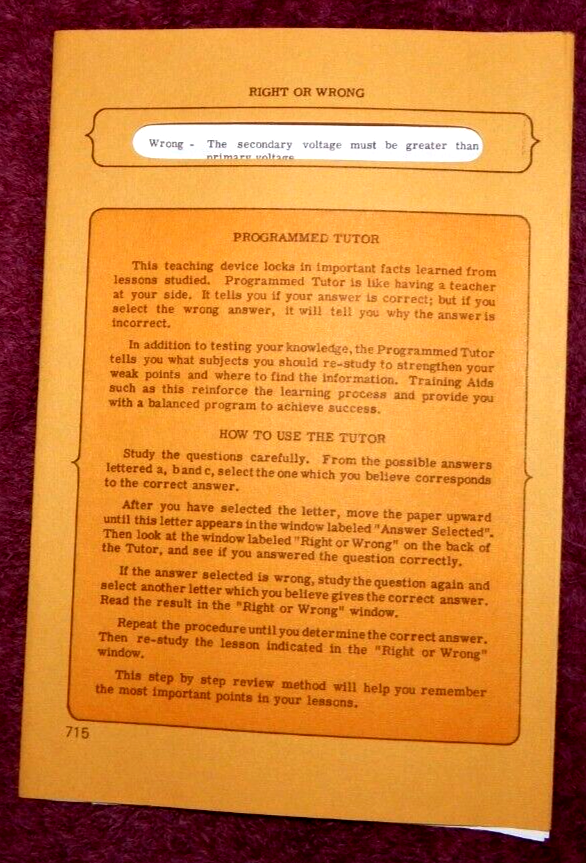 RIGHT OR WRONG
Wrong - The secondary voltage must be greater than
primary voltage
PROGRAMMED TUTOR
This teaching device locks in important facts learned from
lessons studied. Programmed Tutor is like having a teacher
at your side. It tells you if your answer is correct; but if you
select the wrong answer, it will tell you why the answer is
incorrect.
In addition to testing your knowledge, the Programmed Tutor
tells you what subjects you should re-study to strengthen your
weak points and where to find the information. Training Aids
such as this reinforce the learning process and provide you
with a balanced program to achieve success.
HOW TO USE THE TUTOR
Study the questions carefully. From the possible answers
lettered a, b and c, select the one which you believe corresponds
to the correct answer.
After you have selected the letter, move the paper upward
until this letter appears in the window labeled "Answer Selected".
Then look at the window labeled "Right or Wrong" on the back of
the Tutor, and see if you answered the question correctly.
If the answer selected is wrong, study the question again and
select another letter which you believe gives the correct answer.
Read the result in the "Right or Wrong" window.
Repeat the procedure until you determine the correct answer.
Then re-study the lesson indicated in the "Right or Wrong"
window.
This step by step review method will help you remember
the most important points in your lessons.
715